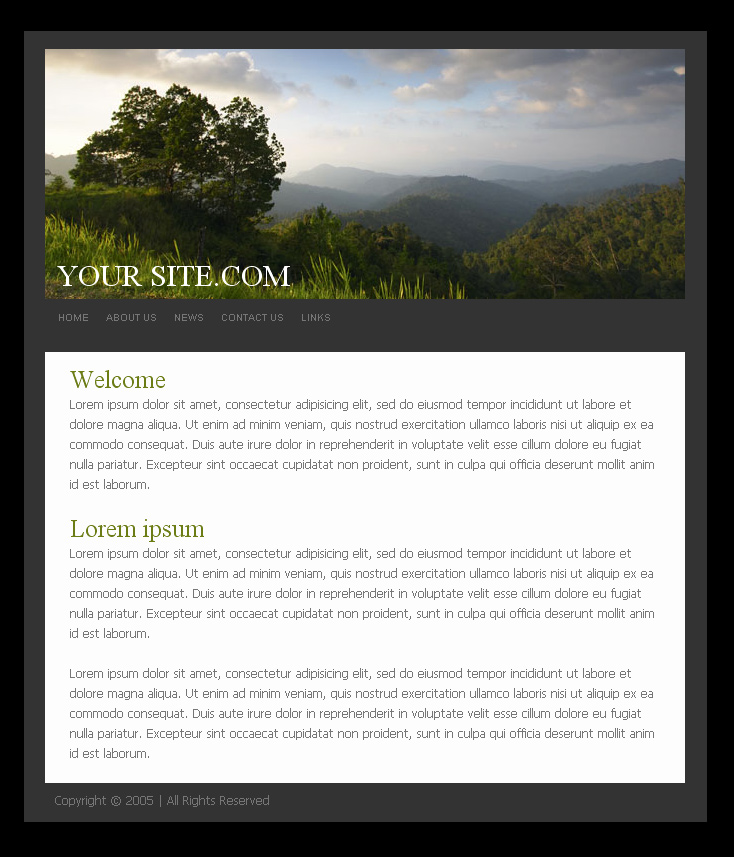 YOUR SITE.COM
HOME ABOUT US NEWS CONTACT US LINKS
Welcome
Lorem ipsum dolor sit amet, consectetur adipisicing elit, sed do eiusmod tempor incididunt ut labore et
dolore magna aliqua. Ut enim ad minim veniam, quis nostrud exercitation ullamco laboris nisi ut aliquip ex ea
commodo consequat. Duis aute irure dolor in reprehenderit in voluptate velit esse cillum dolore eu fugiat
nulla pariatur. Excepteur sint occaecat cupidatat non proident, sunt in culpa qui officia deserunt mollit anim
id est laborum.
Lorem ipsum
Lorem ipsum dolor sit amet, consectetur adipisicing elit, sed do eiusmod tempor incididunt ut labore et
dolore magna aliqua. Ut enim ad minim veniam, quis nostrud exercitation ullamco laboris nisi ut aliquip ex ea
commodo consequat. Duis aute irure dolor in reprehenderit in voluptate velit esse cillum dolore eu fugiat
nulla pariatur. Excepteur sint occaecat cupidatat non proident, sunt in culpa qui officia deserunt mollit anim
id est laborum.
Lorem ipsum dolor sit amet, consectetur adipisicing elit, sed do eiusmod tempor incididunt ut labore et
dolore magna aliqua. Ut enim ad minim veniam, quis nostrud exercitation ullamco laboris nisi ut aliquip ex ea
commodo consequat. Duis aute irure dolor in reprehenderit in voluptate velit esse cillum dolore eu fugiat
nulla pariatur. Excepteur sint occaecat cupidatat non proident, sunt in culpa qui officia deserunt mollit anim
id est laborum.
Copyright © 2005 | All Rights Reserved